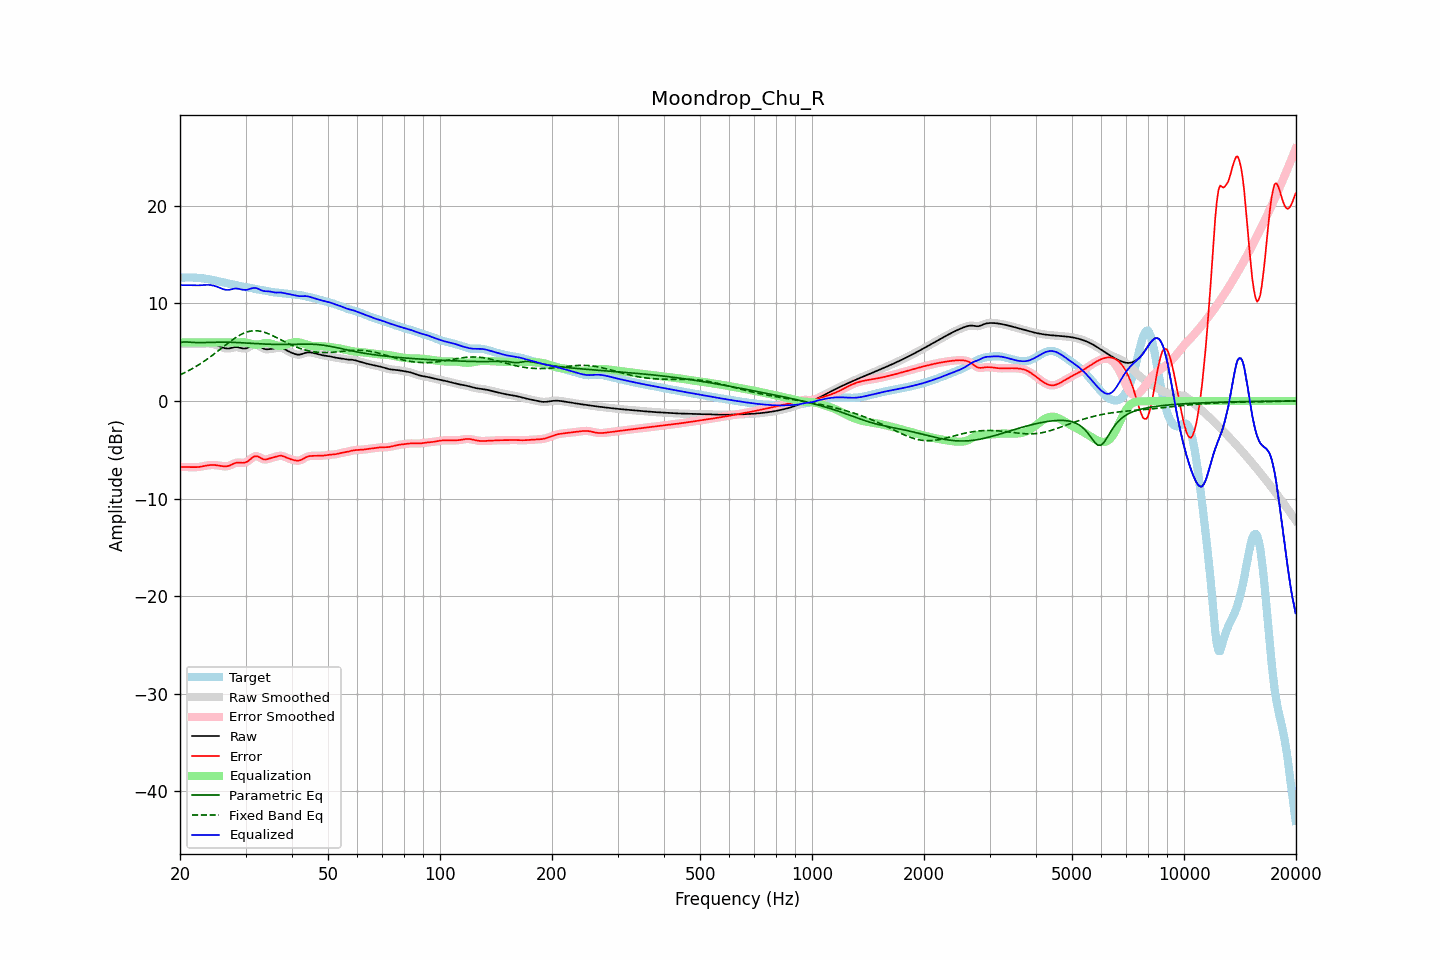 Moondrop_Chu_R
Amplitude (dBr)
20
10
0
−10
−20
−30
−40
Target
Raw Smoothed
Error Smoothed
Raw
Error
Equalization
Parametric Eq
Fixed Band Eq
Equalized
20 50 100 200 500 1000 2000 5000 10000 20000
Frequency (Hz)